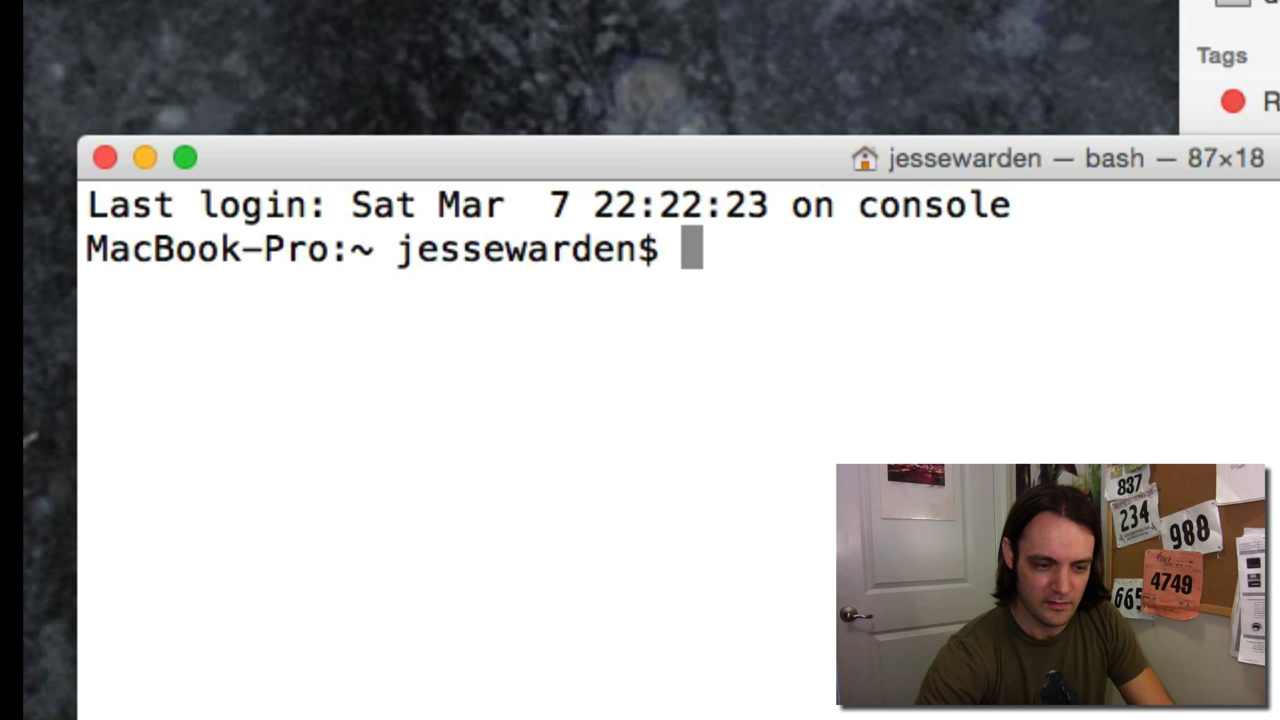 Tags
R
jessewarden — bash — 87×18
Last login: Sat Mar  7 22:22:23 on console
MacBook-Pro:~ jessewarden$
837
234
988
4749
665